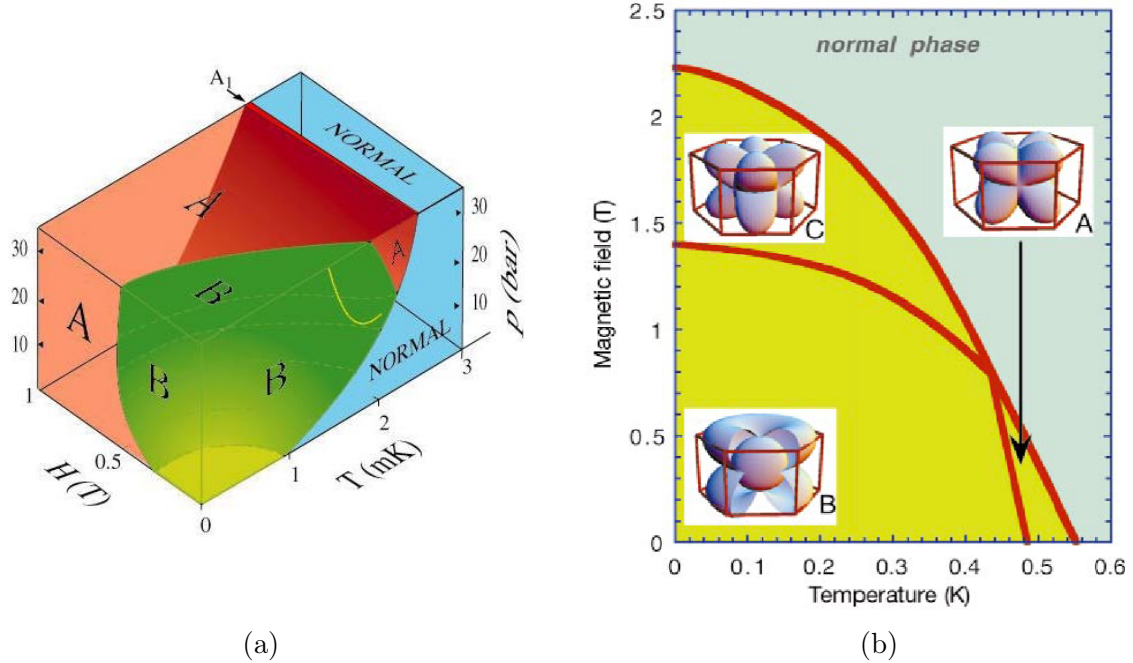 A1
NORMAL
A
A
B
30
20
10
A
30
20
10
B
B
NORMAL
p (bar)
1
0.5
H (T)
0
1
2
3
T (mK)
(a)
2.5
2
1.5
1
0.5
0
Magnetic field (T)
normal phase
C
A
B
0
0.1
0.2
0.3
0.4
0.5
0.6
Temperature (K)
(b)